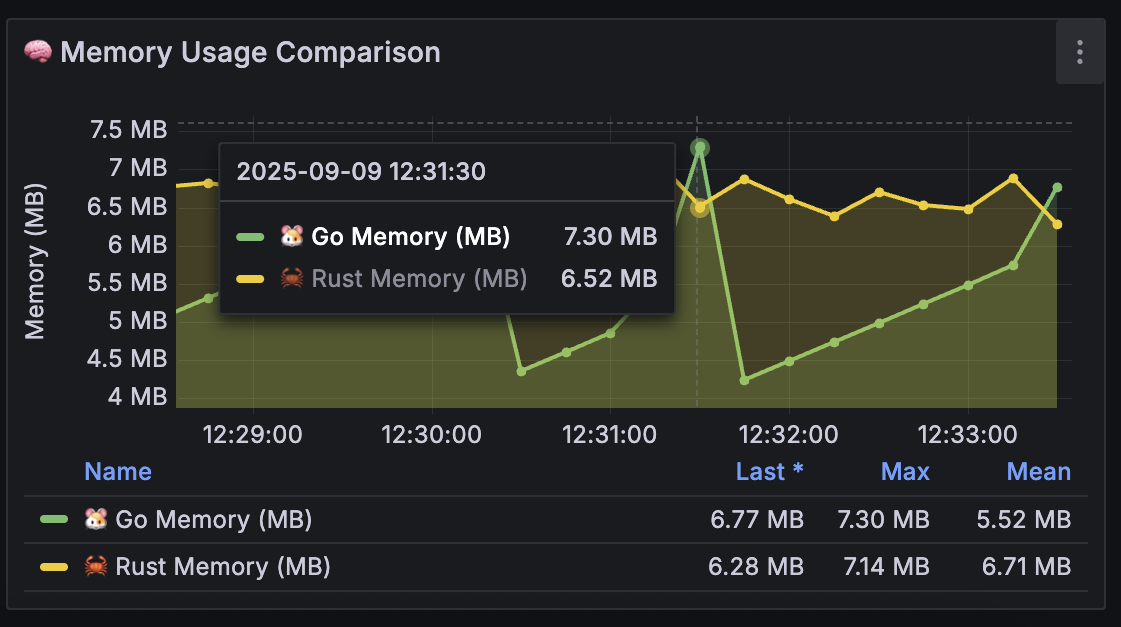 🧠 Memory Usage Comparison
Memory (MB)
7.5 MB
7 MB
6.5 MB
6 MB
5.5 MB
5 MB
4.5 MB
4 MB
2025-09-09 12:31:30
🐹 Go Memory (MB) 7.30 MB
🦀 Rust Memory (MB) 6.52 MB
12:29:00 12:30:00 12:31:00 12:32:00 12:33:00
Name Last * Max Mean
🐹 Go Memory (MB) 6.77 MB 7.30 MB 5.52 MB
🦀 Rust Memory (MB) 6.28 MB 7.14 MB 6.71 MB